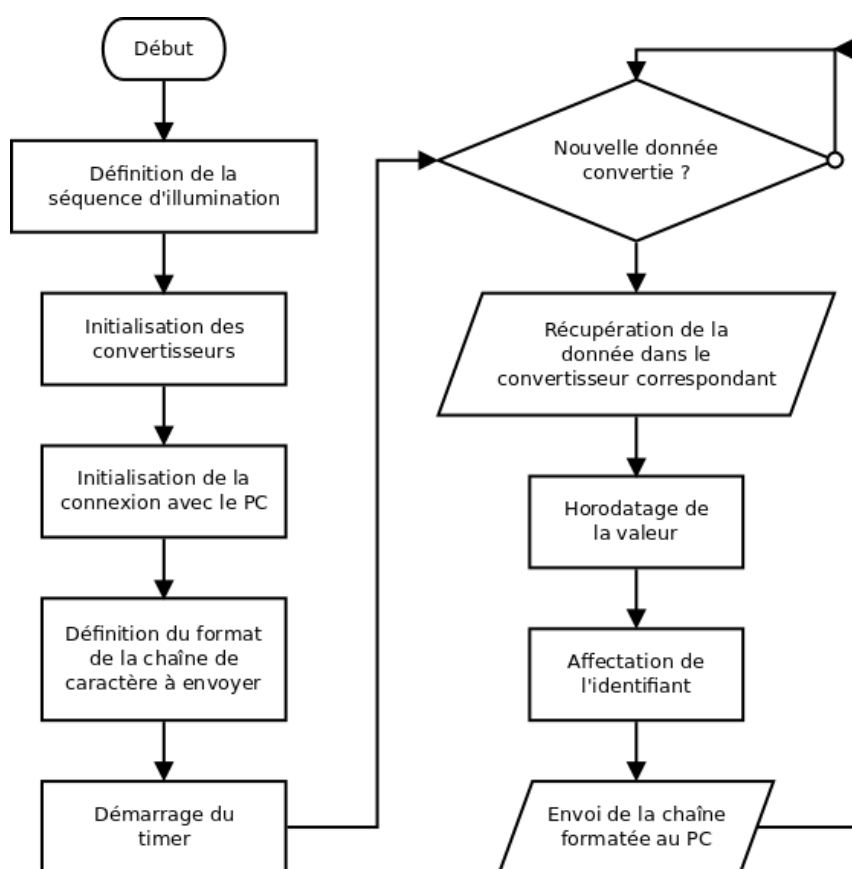 Début
Définition de la
séquence d'illumination
Initialisation des
convertisseurs
Initialisation de la
connexion avec le PC
Définition du format
de la chaîne de
caractère à envoyer
Démarrage du
timer
Nouvelle donnée
convertie ?
Récupération de la
donnée dans le
convertisseur correspondant
Horodatage de
la valeur
Affectation de
l'identifiant
Envoi de la chaîne
formatée au PC